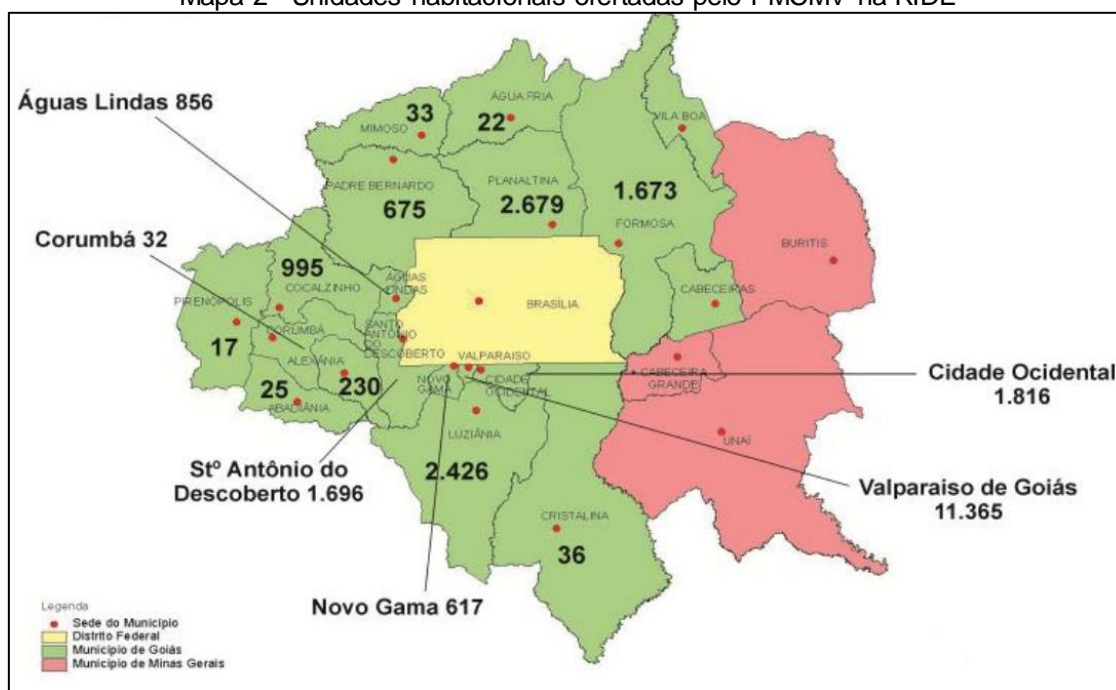 Mapa 2 - Unidades habitacionais ofertadas pelo PMCMV na RIDE
Águas Lindas 856
33
MIMOSO
ÁGUA FRIA
22
VILA BOA
PADRE BERNARDO
675
PLANALTINA
2.679
1.673
FORMOSA
BURITIS
Corumbá 32
995
COCALZINHO
ÁGUAS
LINDAS
BRASÍLIA
CABECEIRAS
PIRENÓPOLIS
17
CORUMBÁ
SANTO
ANTÔNIO
DO
DESCOBERTO
ALEXÂNIA
230
25
ABADIÂNIA
VALPARAISO
NOVO
GAMA
CIDADE
OCIDENTAL
CABECEIRA
GRANDE
Cidade Ocidental
1.816
LUZIÂNIA
2.426
UNAÍ
Stº Antônio do
Descoberto 1.696
Valparaiso de Goiás
11.365
CRISTALINA
36
Novo Gama 617
Legenda
Sede do Município
Distrito Federal
Município de Goiás
Município de Minas Gerais